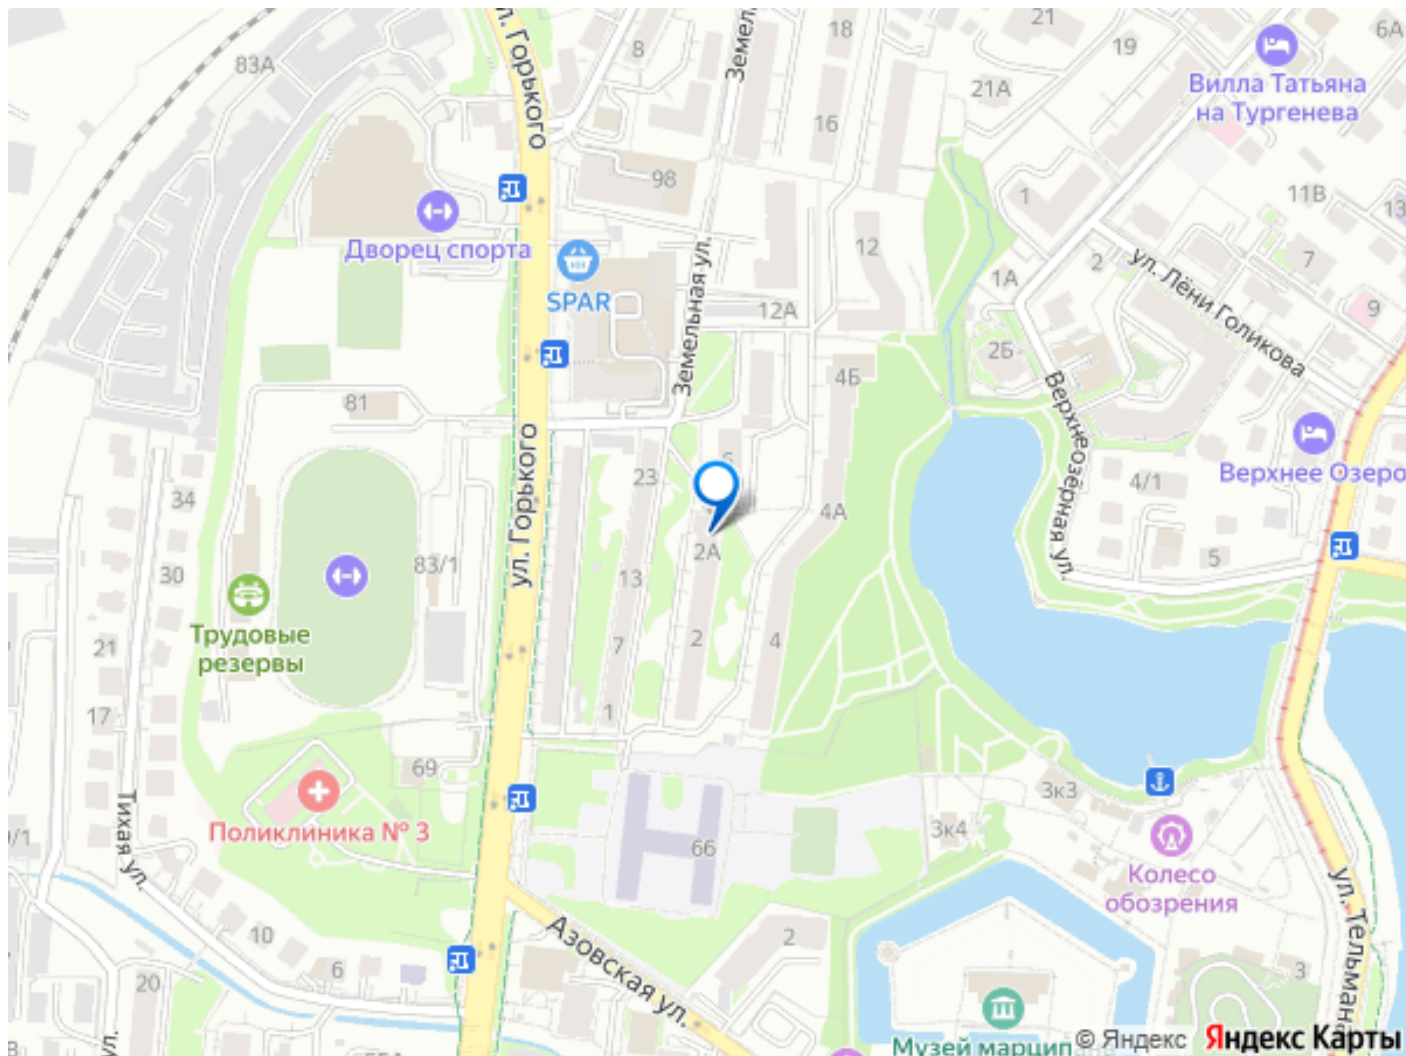 21
6А
18
19
8
ул. Горького
Земельная ул.
83А
21А
Вилла Татьяна
на Тургенева
16
98
1
11В
13
Дворец спорта
12
ул. Лёни Голикова
2
7
1А
SPAR
Земельная ул.
12А
9
2Б
4Б
81
Верхнеозёрная ул.
ул. Горького
Верхнее Озеро
23
34
4/1
4А
2А
5
83/1
30
13
Трудовые
резервы
21
7
2
4
17
1
69
3к3
Поликлиника № 3
3к4
66
Тихая ул.
Колесо
обозрения
ул. Тельмана
10
Азовская ул.
2
6
20
3
Музей марципана
© Яндекс Яндекс Карты